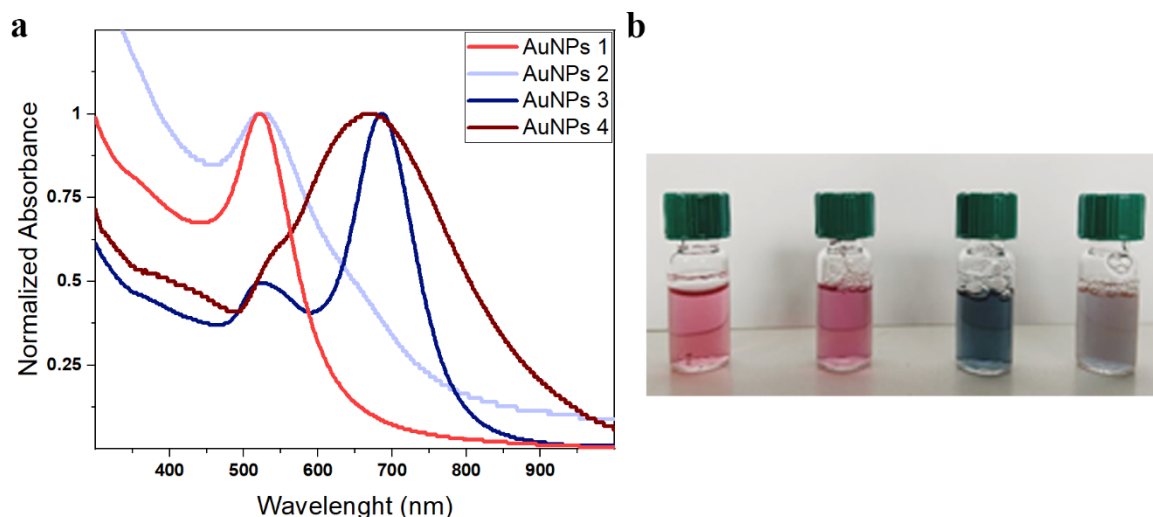 a
b
AuNPs 1
AuNPs 2
AuNPs 3
AuNPs 4
Normalized Absorbance
1
0.75
0.5
0.25
400 500 600 700 800 900
Wavelenght (nm)